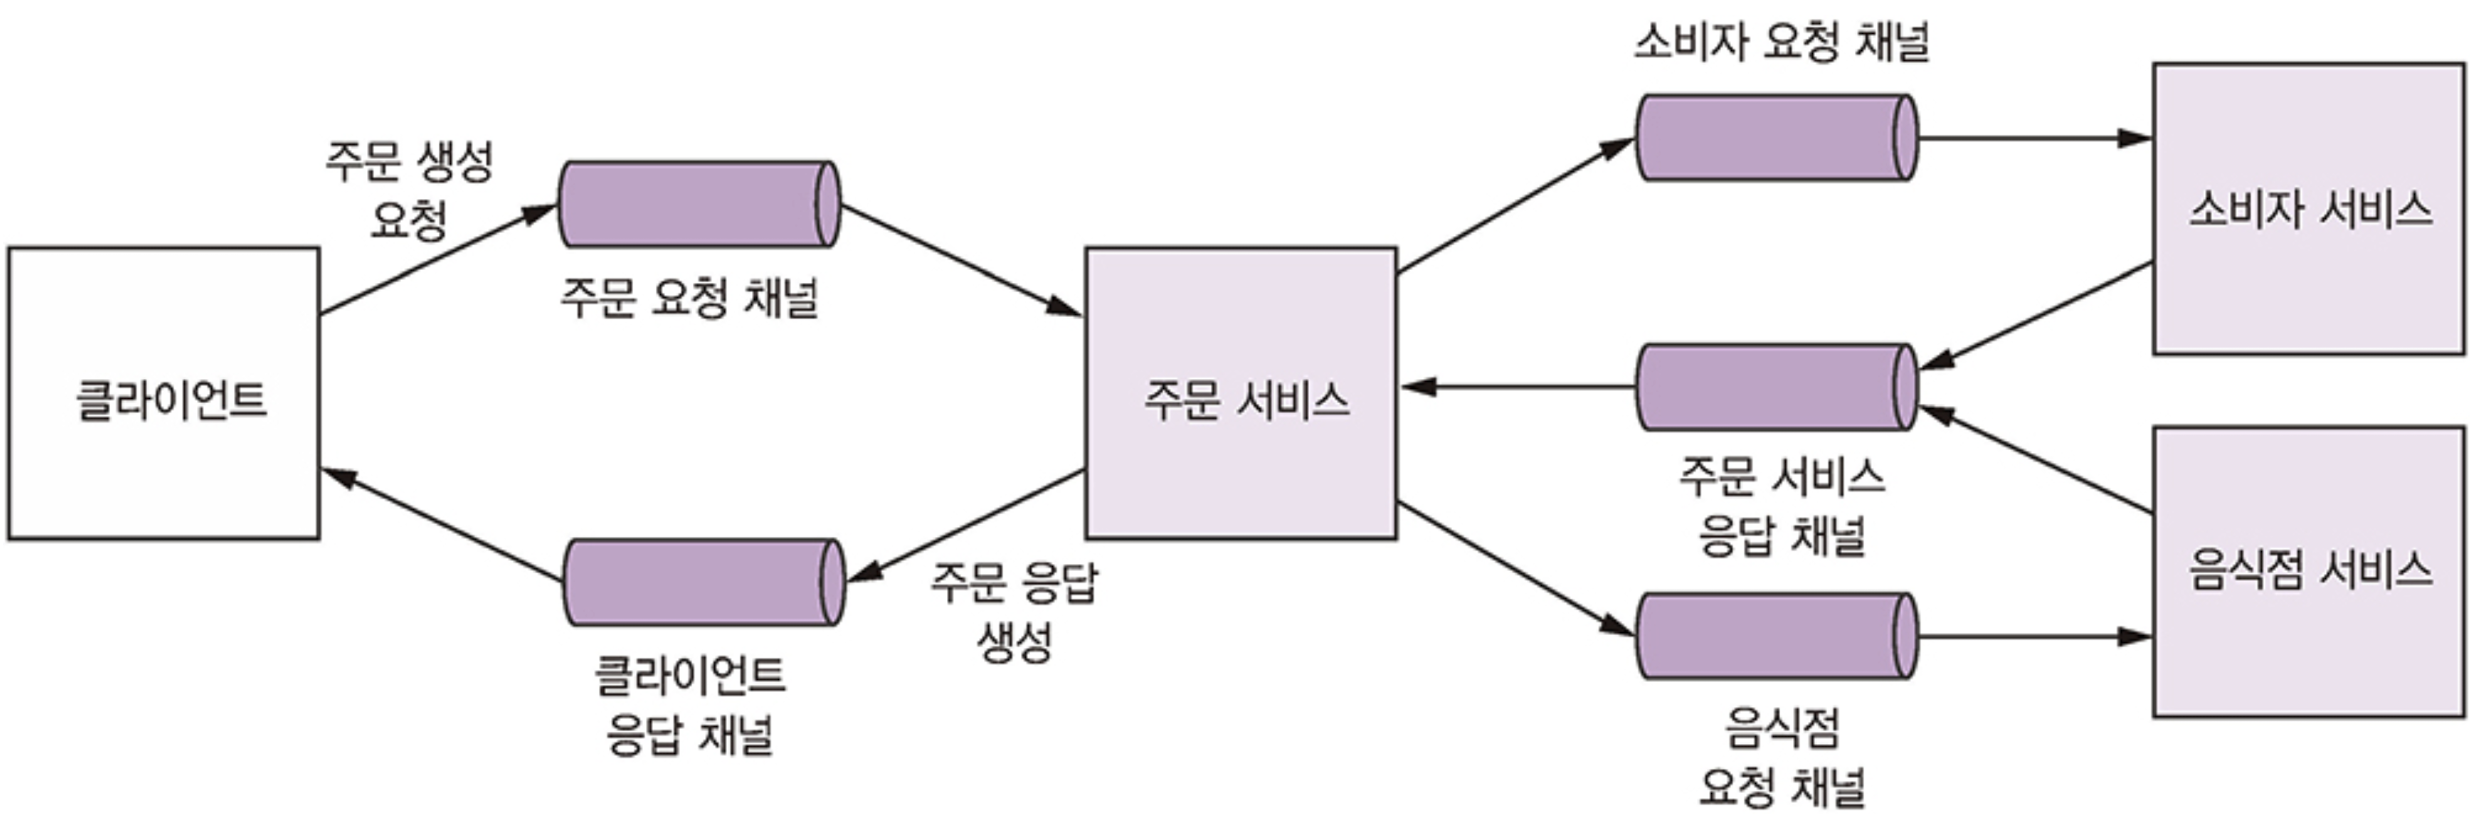 소비자 요청 채널
주문 생성
요청
소비자 서비스
주문 요청 채널
클라이언트
주문 서비스
주문 서비스
응답 채널
음식점 서비스
주문 응답
생성
클라이언트
응답 채널
음식점
요청 채널